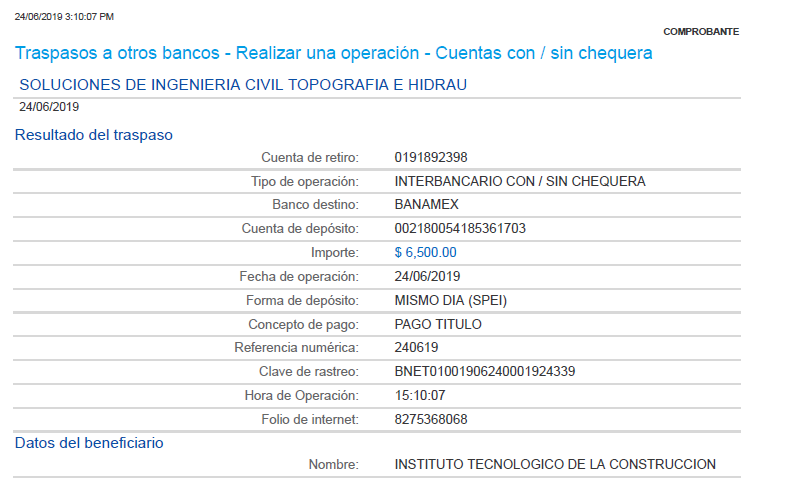 24/06/2019 3:10:07 PM
COMPROBANTE
Traspasos a otros bancos - Realizar una operación - Cuentas con / sin chequera
SOLUCIONES DE INGENIERIA CIVIL TOPOGRAFIA E HIDRAU
24/06/2019
Resultado del traspaso
Cuenta de retiro: 0191892398
Tipo de operación: INTERBANCARIO CON / SIN CHEQUERA
Banco destino: BANAMEX
Cuenta de depósito: 002180054185361703
Importe: $ 6,500.00
Fecha de operación: 24/06/2019
Forma de depósito: MISMO DIA (SPEI)
Concepto de pago: PAGO TITULO
Referencia numérica: 240619
Clave de rastreo: BNET01001906240001924339
Hora de Operación: 15:10:07
Folio de internet: 8275368068
Datos del beneficiario
Nombre: INSTITUTO TECNOLOGICO DE LA CONSTRUCCION